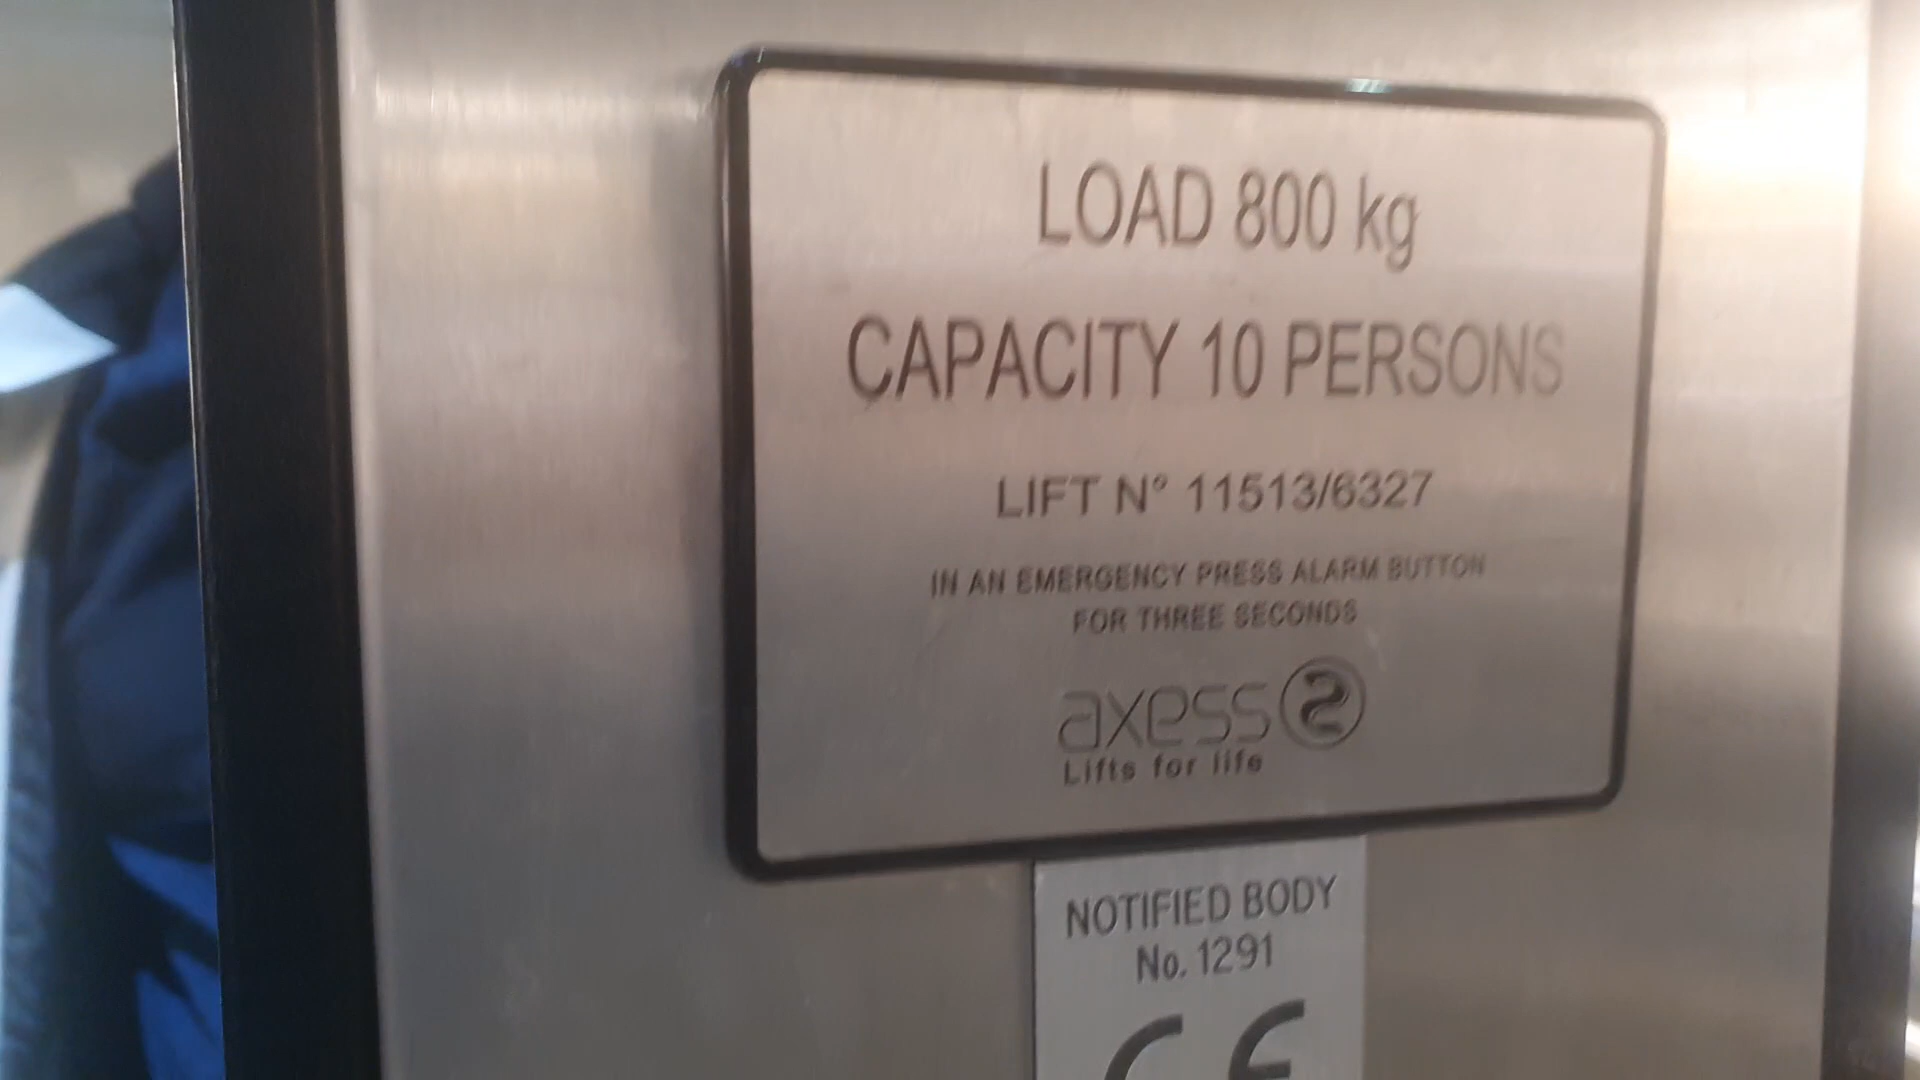 LOAD 800 kg
CAPACITY 10 PERSONS
LIFT N° 11513/6327
IN AN EMERGENCY PRESS ALARM BUTTON
FOR THREE SECONDS
axess2
Lifts for life
NOTIFIED BODY
No. 1291
CE